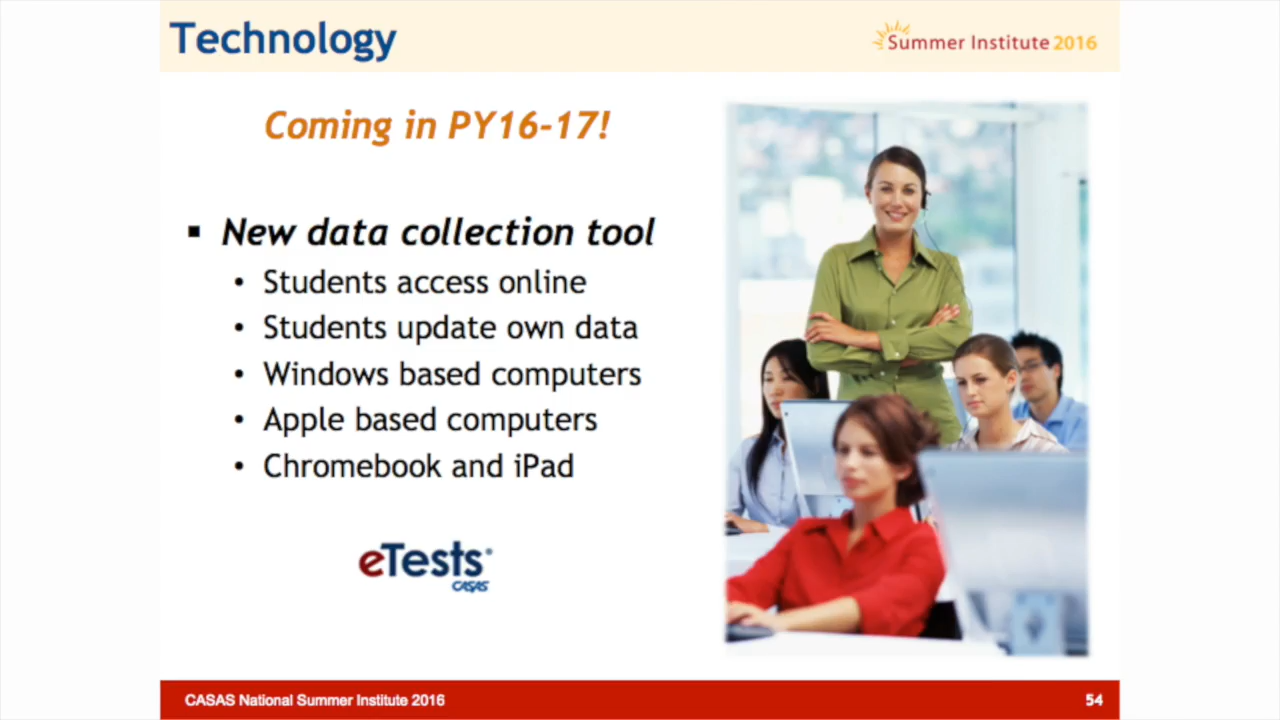 Technology
Summer Institute 2016
Coming in PY16-17!
▪ New data collection tool
• Students access online
• Students update own data
• Windows based computers
• Apple based computers
• Chromebook and iPad
eTests®
CASAS
CASAS National Summer Institute 2016
54